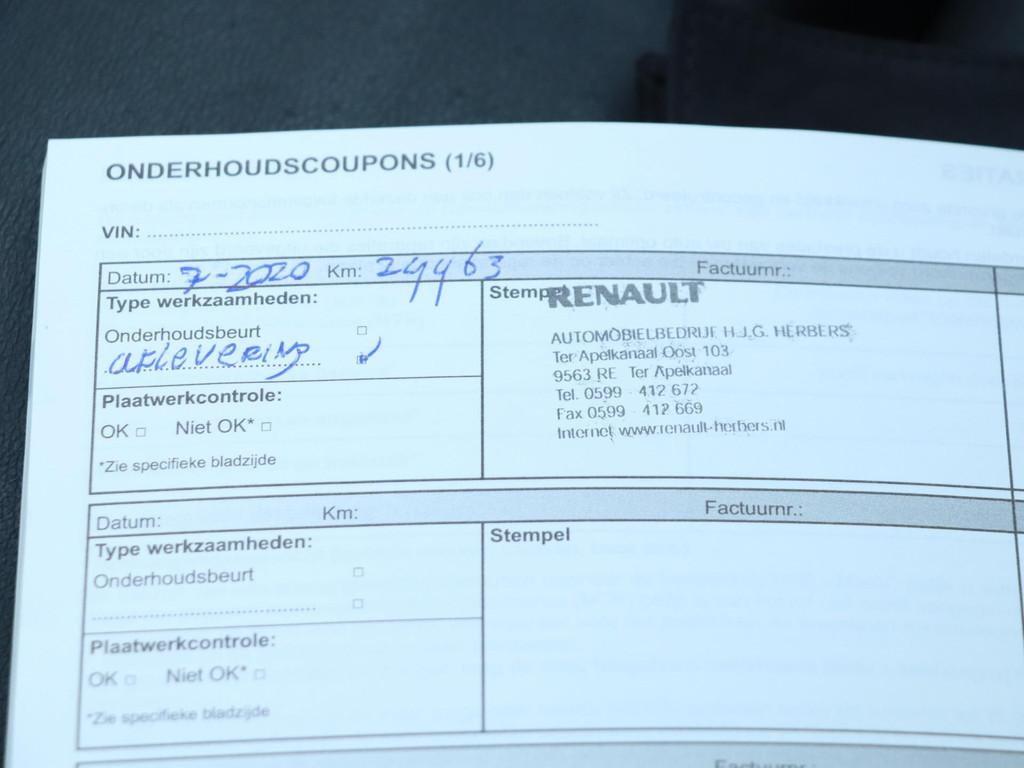 ONDERHOUDSCOUPONS (1/6)
VIN:
Datum: 7-2020 Km: 24463 Factuurnr.:
Type werkzaamheden:
Onderhoudsbeurt
aflevering
Plaatwerkcontrole:
OK Niet OK*
*Zie specifieke bladzijde
Stempel
RENAULT
AUTOMOBIELBEDRIJF H.J.G. HERBERS
Ter Apelkanaal Oost 103
9563 RE Ter Apelkanaal
Tel. 0599 - 412 672
Fax 0599 - 412 669
Internet www.renault-herbers.nl
Datum: Km: Factuurnr.:
Type werkzaamheden:
Onderhoudsbeurt
Plaatwerkcontrole:
OK Niet OK*
*Zie specifieke bladzijde
Stempel
Factuurnr.: